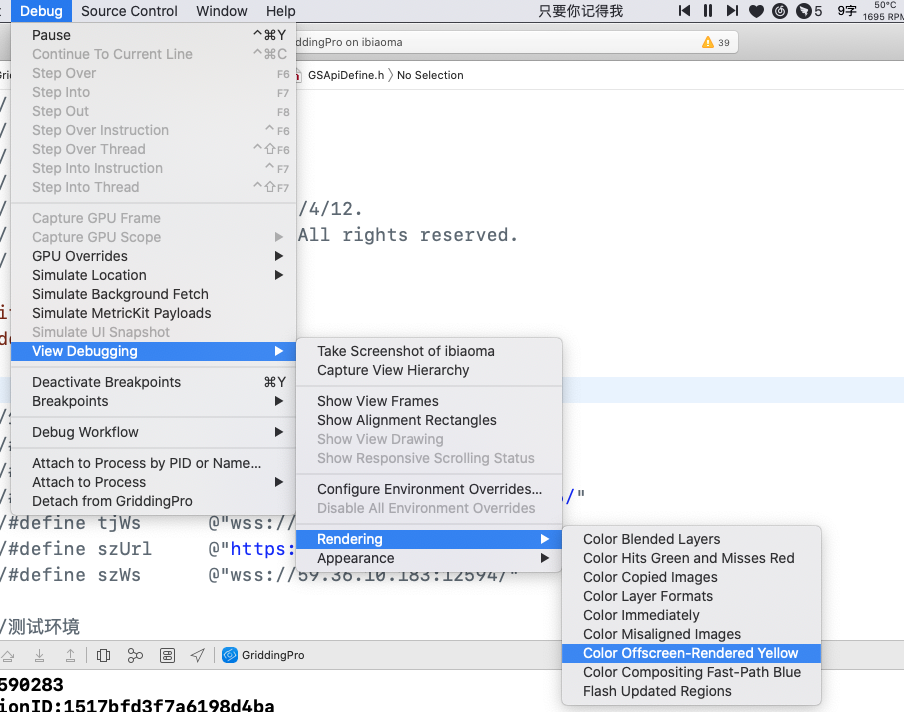 Debug Source Control Window Help 只要你记得我 5 9字 50°C
1695 RPM
Pause ^⌘Y
ddingPro on ibiaoma 39
Continue To Current Line ^⌘C
Step Over F6
GSApiDefine.h 〉No Selection
Step Into F7
Step Out F8
Step Over Instruction ^F6
Step Over Thread ^⇧F6
Step Into Instruction ^F7
Step Into Thread ^⇧F7
/4/12.
Capture GPU Frame
Capture GPU Scope
All rights reserved.
GPU Overrides
Simulate Location
Simulate Background Fetch
Simulate MetricKit Payloads
Simulate UI Snapshot
View Debugging
Deactivate Breakpoints ⌘Y
Breakpoints
Debug Workflow
Attach to Process by PID or Name...
Attach to Process
Detach from GriddingPro
Take Screenshot of ibiaoma
Capture View Hierarchy
Show View Frames
Show Alignment Rectangles
Show View Drawing
Show Responsive Scrolling Status
Configure Environment Overrides...
Disable All Environment Overrides
Rendering
Appearance
Color Blended Layers
Color Hits Green and Misses Red
Color Copied Images
Color Layer Formats
Color Immediately
Color Misaligned Images
Color Offscreen-Rendered Yellow
Color Compositing Fast-Path Blue
Flash Updated Regions
/"
/#define tjWs @"wss://
/#define szUrl @"https:
/#define szWs @"wss://59.36.10.183:12594/"
/测试环境
GriddingPro
590283
ionID:1517bfd3f7a6198d4ba